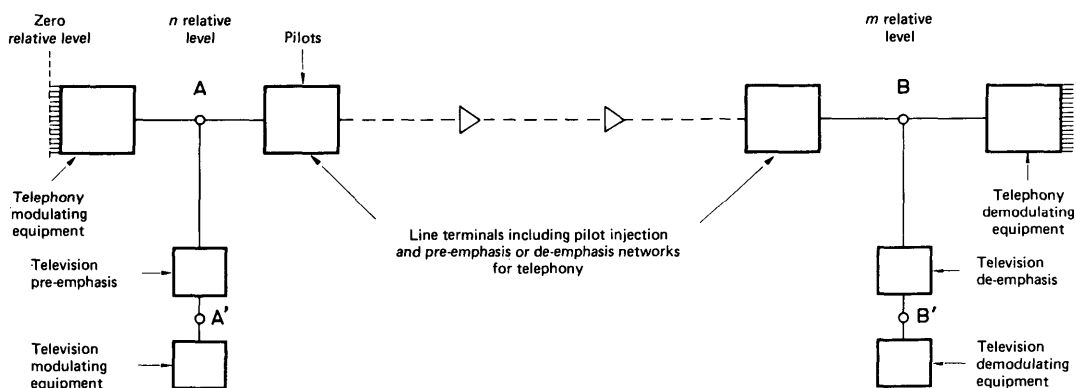 Zero
relative level
n relative
level
Pilots
m relative
level
A
B
Telephony
modulating
equipment
Line terminals including pilot injection
and pre-emphasis or de-emphasis networks
for telephony
Telephony
demodulating
equipment
Television
pre-emphasis
Television
de-emphasis
A'
B'
Television
modulating
equipment
Television
demodulating
equipment